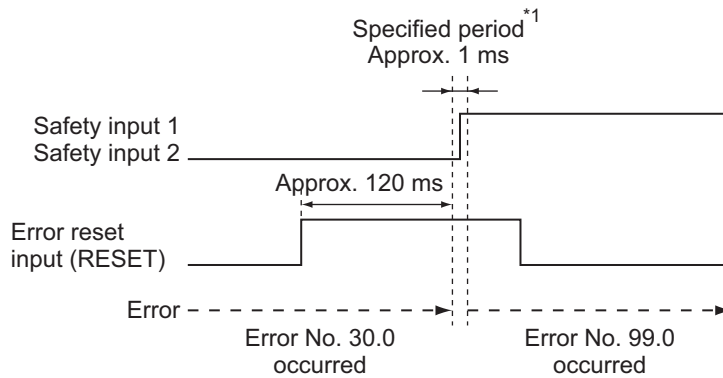 Specified period*1
Approx. 1 ms
Safety input 1
Safety input 2
Approx. 120 ms
Error reset
input (RESET)
Error
Error No. 30.0
occurred
Error No. 99.0
occurred